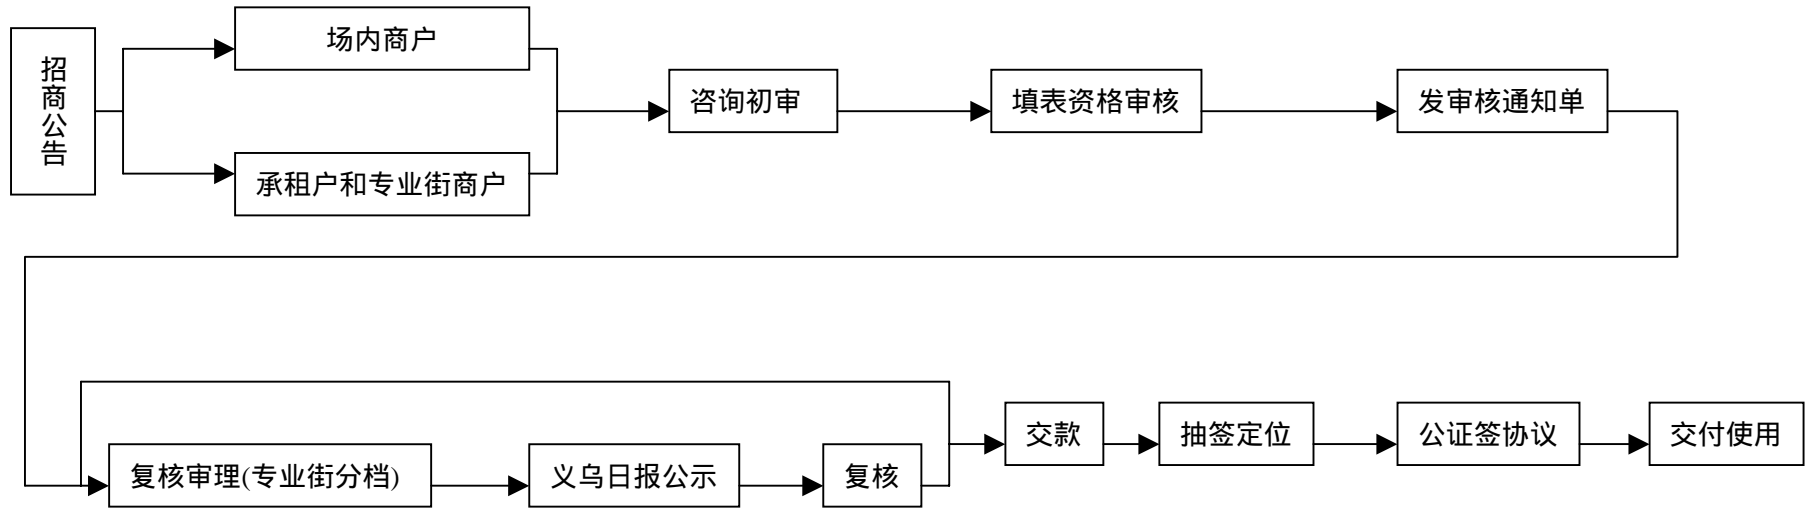 招商公告
场内商户
承租户和专业街商户
咨询初审
填表资格审核
发审核通知单
复核审理(专业街分档)
义乌日报公示
复核
交款
抽签定位
公证签协议
交付使用